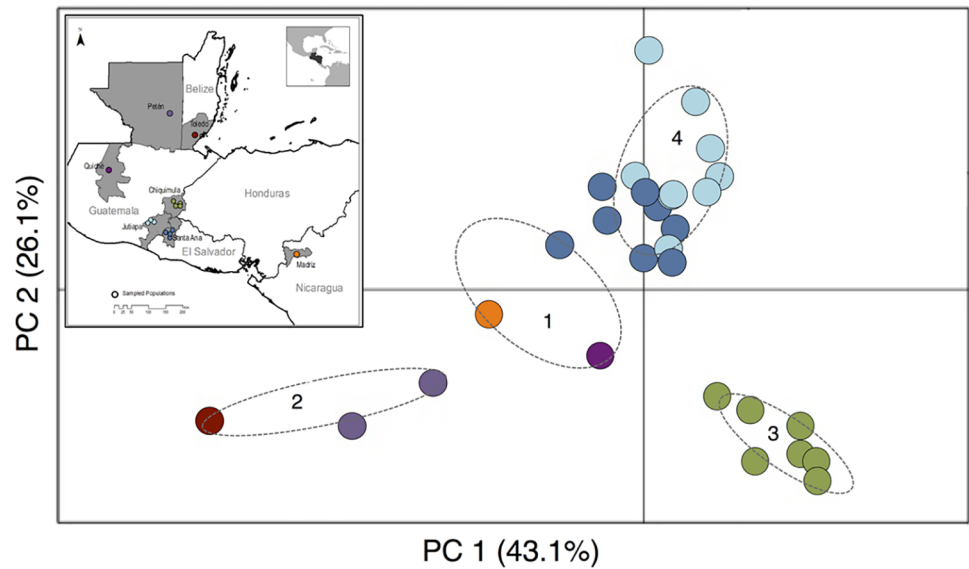 N
Belize
Petén
Toledo
Quiché
Chiquimula
Honduras
Guatemala
Jutiapa
Santa Ana
El Salvador
Madríz
Nicaragua
Sampled Populations
4
1
2
3
PC 2 (26.1%)
PC 1 (43.1%)